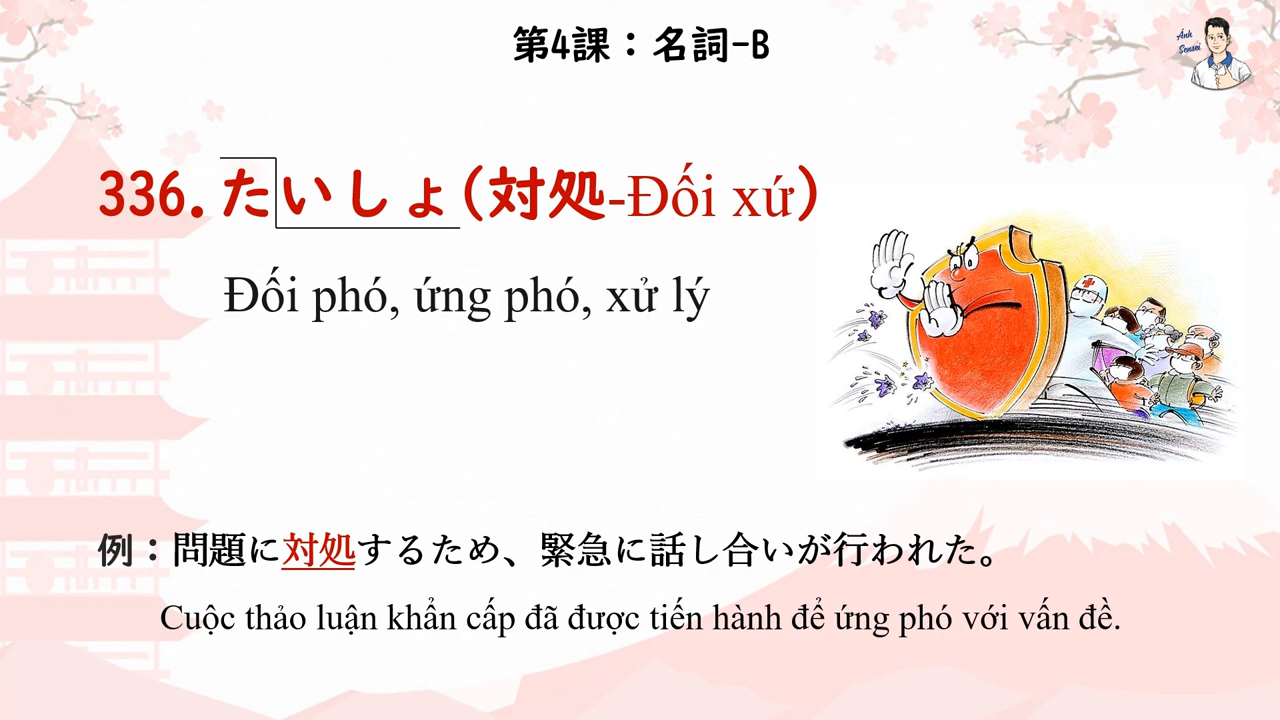 第4課：名詞-B
Anh
Sensei
336.たいしょ(対処-Đối xứ)
Đối phó, ứng phó, xử lý
例：問題に対処するため、緊急に話し合いが行われた。
Cuộc thảo luận khẩn cấp đã được tiến hành để ứng phó với vấn đề.